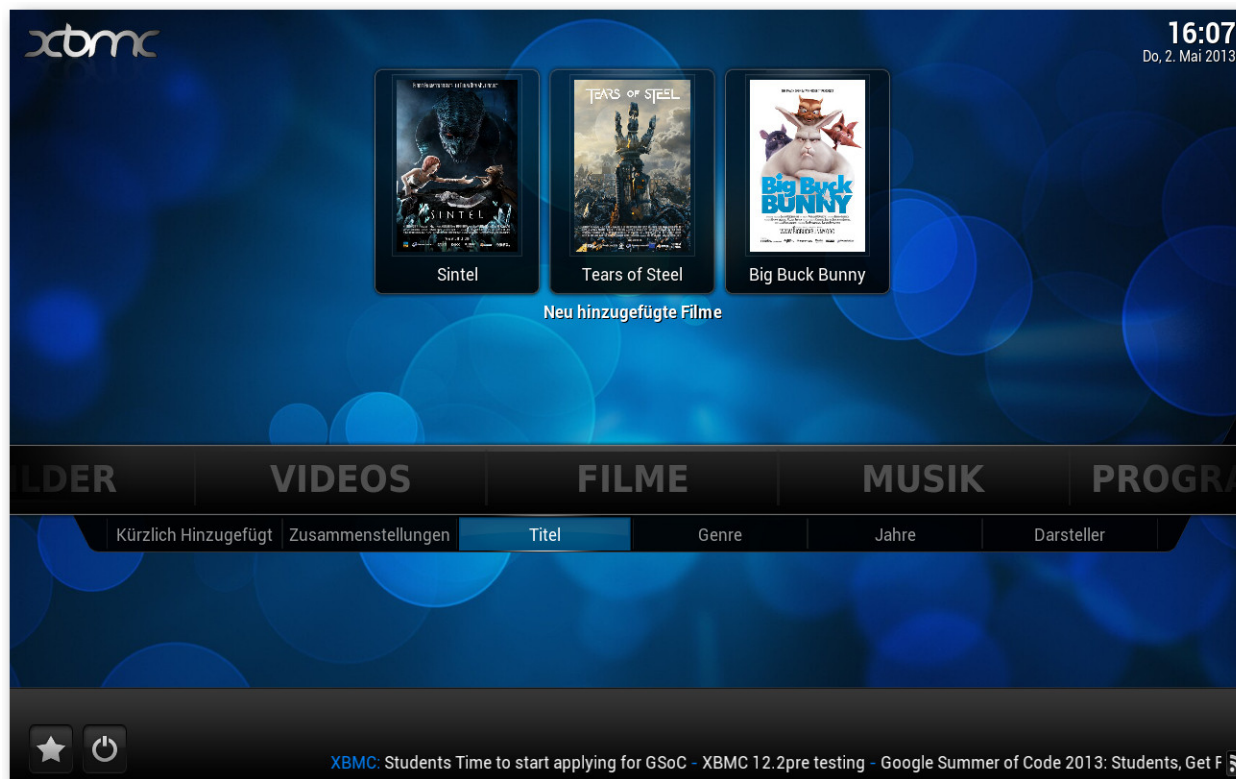 xbmc
16:07
Do, 2. Mai 2013
TEARS OF STEEL
SINTEL
Big Buck
BUNNY
Sintel
Tears of Steel
Big Buck Bunny
Neu hinzugefügte Filme
LDER
VIDEOS
FILME
MUSIK
PROGRA
Kürzlich Hinzugefügt
Zusammenstellungen
Titel
Genre
Jahre
Darsteller
XBMC: Students Time to start applying for GSoC - XBMC 12.2pre testing - Google Summer of Code 2013: Students, Get F